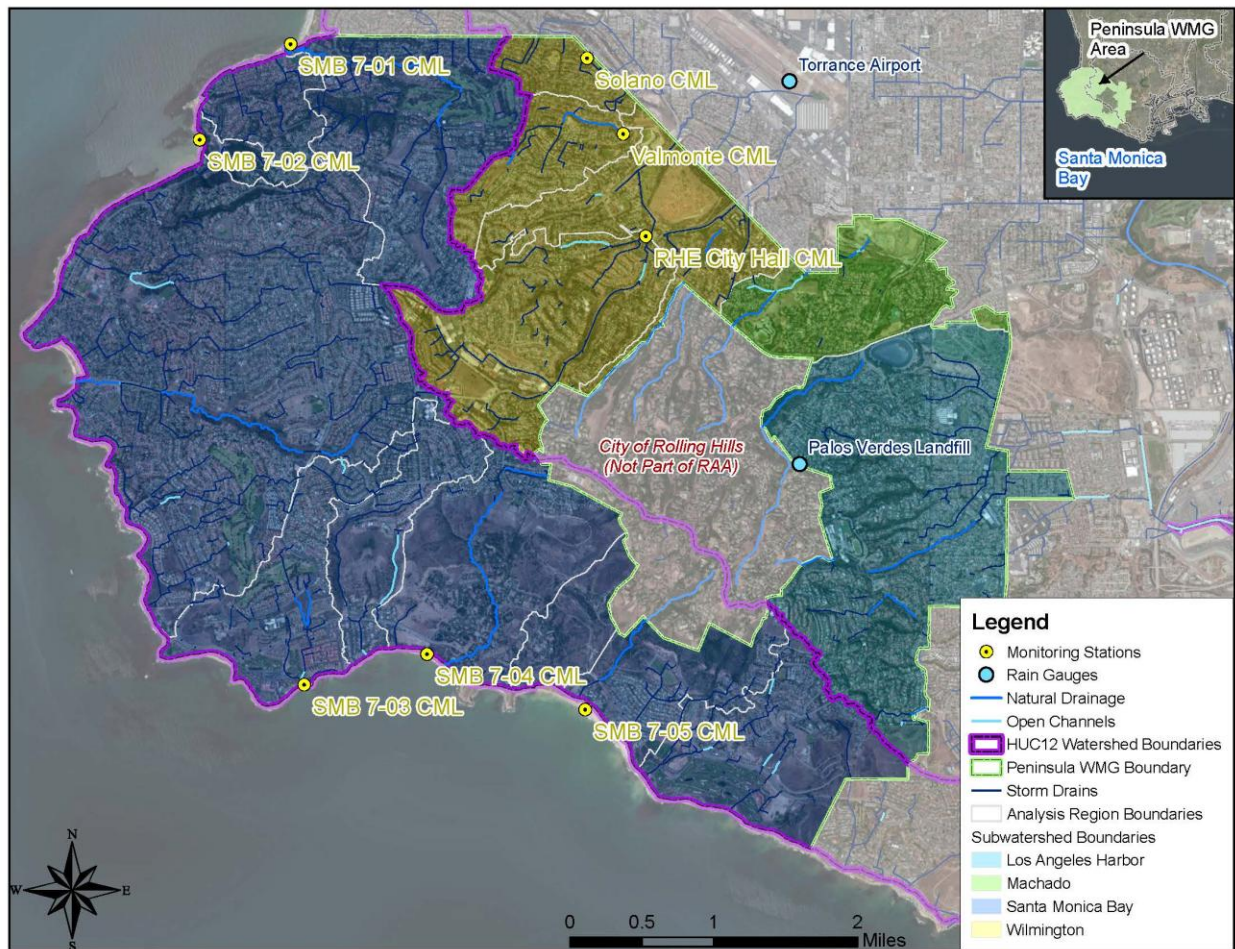 SMB 7-01 CML
Solano CML
Torrance Airport
Peninsula WMG
Area
Santa Monica
Bay
SMB 7-02 CML
Valmonte CML
RHE City Hall CML
City of Rolling Hills
(Not Part of RAA)
Palos Verdes Landfill
SMB 7-04 CML
SMB 7-03 CML
SMB 7-05 CML
Legend
Monitoring Stations
Rain Gauges
Natural Drainage
Open Channels
HUC12 Watershed Boundaries
Peninsula WMG Boundary
Storm Drains
Analysis Region Boundaries
Subwatershed Boundaries
Los Angeles Harbor
Machado
Santa Monica Bay
Wilmington
N
W E
S
0 0.5 1 2
Miles